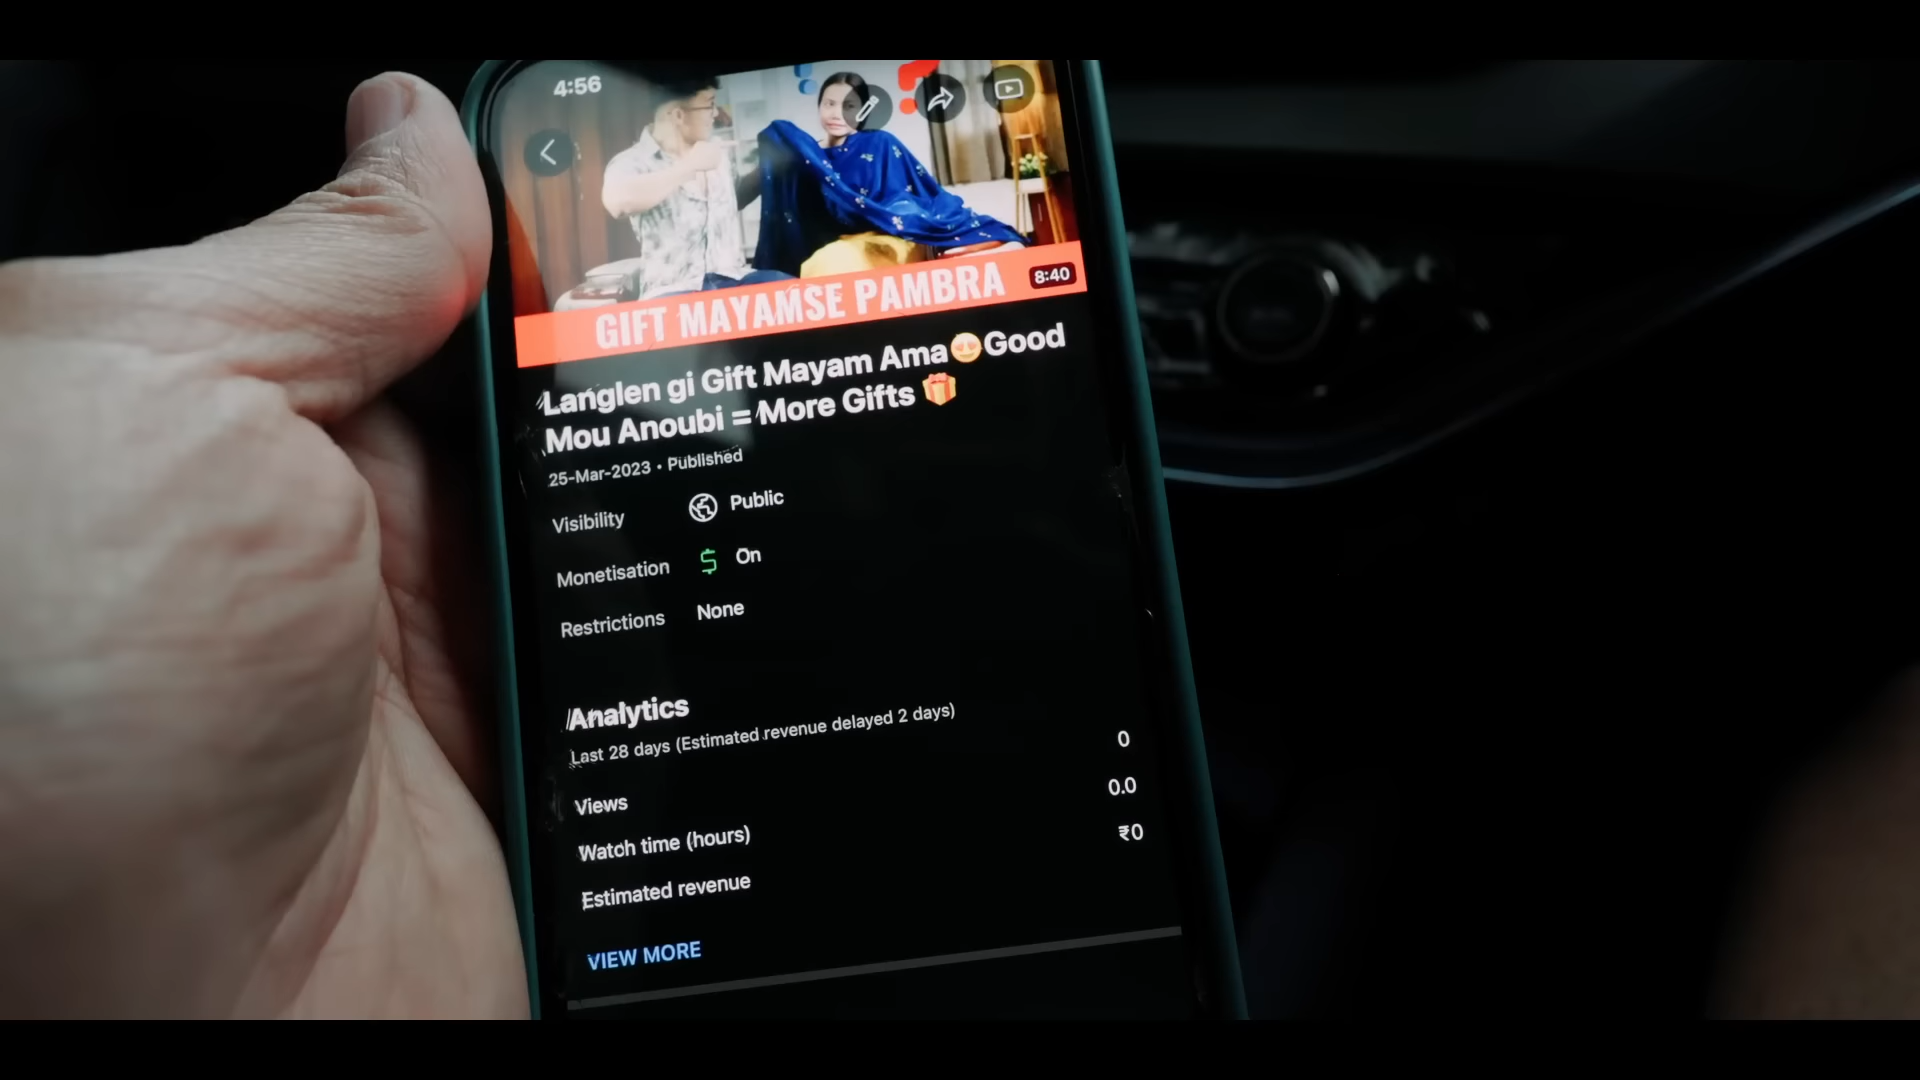 4:56
GIFT MAYAMSE PAMBRA
8:40
Langlen gi Gift Mayam Ama😍Good
Mou Anoubi = More Gifts 🎁
25-Mar-2023 • Published
Visibility Public
Monetisation On
Restrictions None
Analytics
Last 28 days (Estimated revenue delayed 2 days)
Views 0
Watch time (hours) 0.0
Estimated revenue ₹0
VIEW MORE